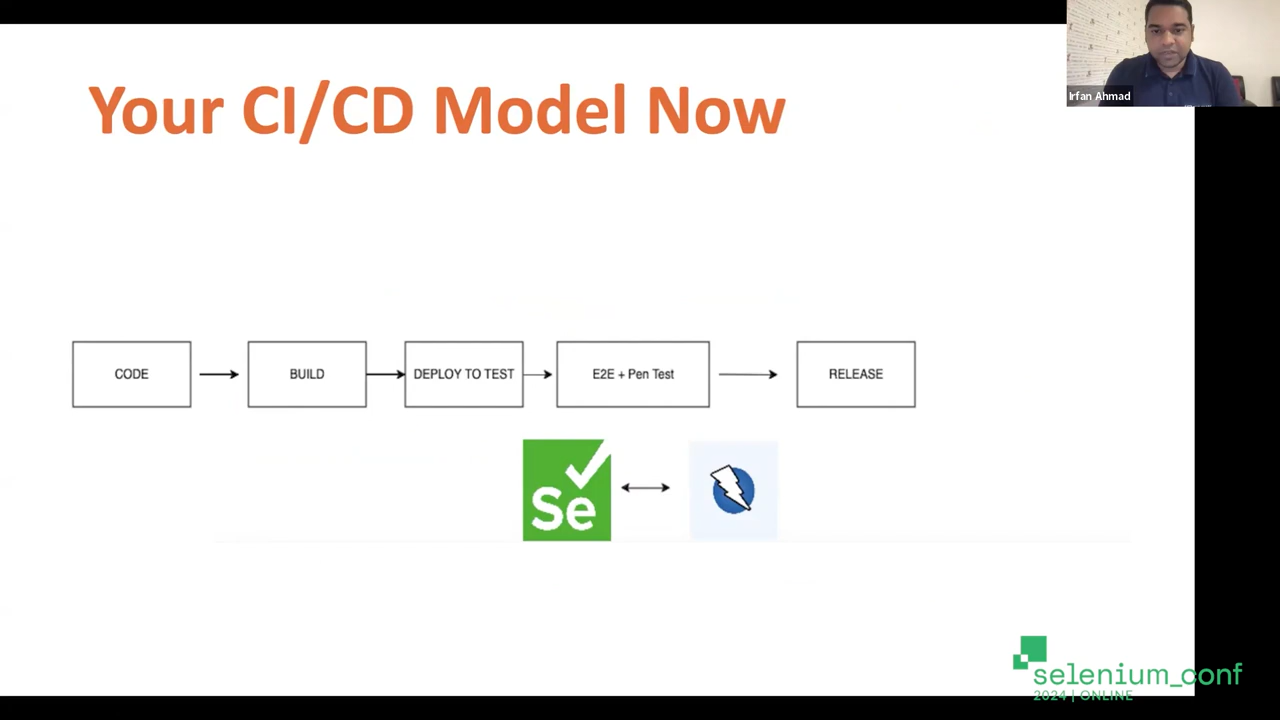 Your CI/CD Model Now
Irfan Ahmad
CODE
BUILD
DEPLOY TO TEST
E2E + Pen Test
RELEASE
Se
selenium_conf
2024 | ONLINE